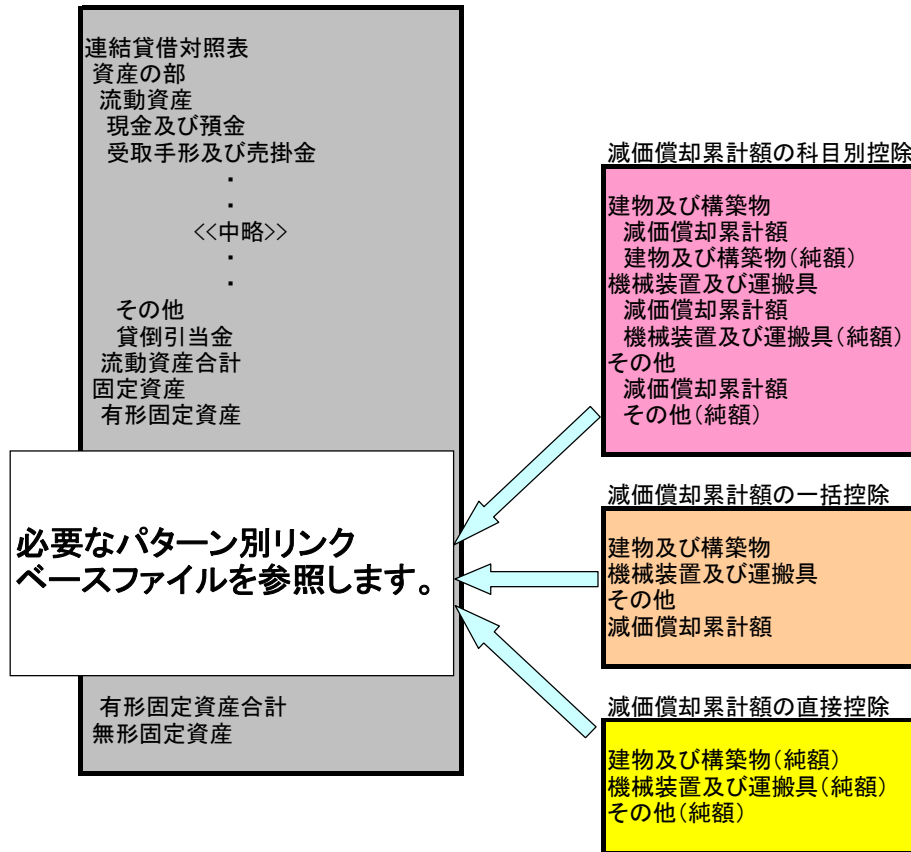 連結貸借対照表
資産の部
流動資産
現金及び預金
受取手形及び売掛金
・
・
<<中略>>
・
・
その他
貸倒引当金
流動資産合計
固定資産
有形固定資産
必要なパターン別リンク
ベースファイルを参照します。
有形固定資産合計
無形固定資産
減価償却累計額の科目別控除
建物及び構築物
減価償却累計額
建物及び構築物(純額)
機械装置及び運搬具
減価償却累計額
機械装置及び運搬具(純額)
その他
減価償却累計額
その他(純額)
減価償却累計額の一括控除
建物及び構築物
機械装置及び運搬具
その他
減価償却累計額
減価償却累計額の直接控除
建物及び構築物(純額)
機械装置及び運搬具(純額)
その他(純額)